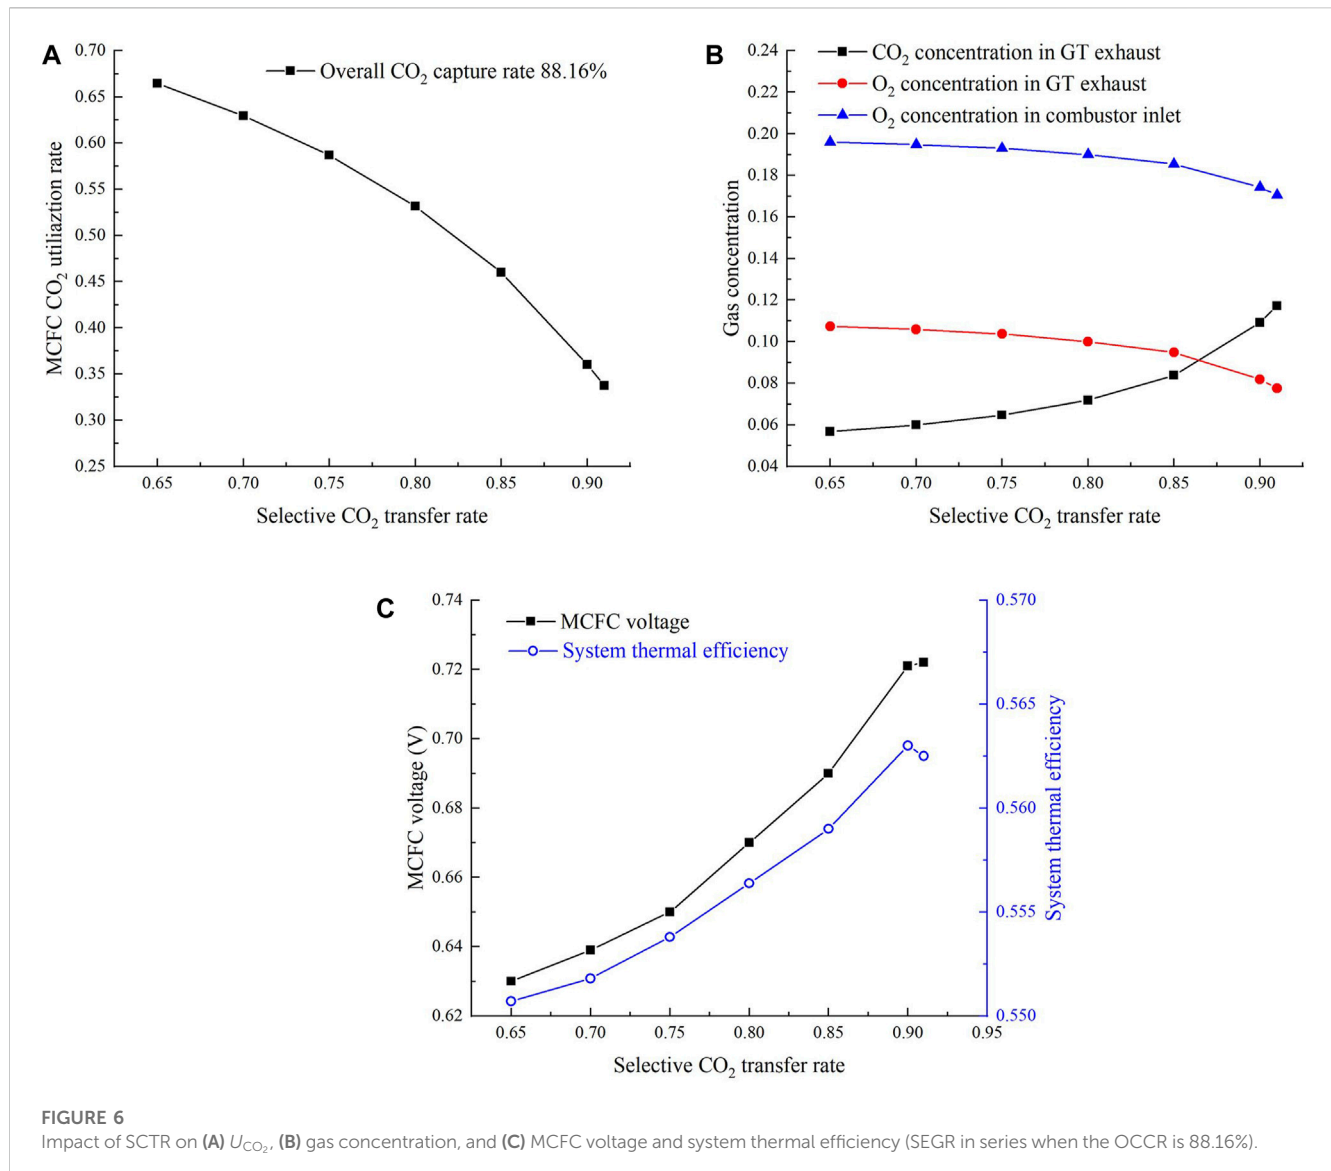 A
Overall CO₂ capture rate 88.16%
0.70
0.65
0.60
0.55
0.50
0.45
0.40
0.35
0.30
0.25
MCFC CO₂ utiliaztion rate
0.65 0.70 0.75 0.80 0.85 0.90
Selective CO₂ transfer rate
B
CO₂ concentration in GT exhaust
O₂ concentration in GT exhaust
O₂ concentration in combustor inlet
0.24
0.22
0.20
0.18
0.16
0.14
0.12
0.10
0.08
0.06
0.04
Gas concentration
0.65 0.70 0.75 0.80 0.85 0.90
Selective CO₂ transfer rate
C
MCFC voltage
System thermal efficiency
0.74
0.72
0.70
0.68
0.66
0.64
0.62
MCFC voltage (V)
0.570
0.565
0.560
0.555
0.550
System thermal efficiency
0.65 0.70 0.75 0.80 0.85 0.90 0.95
Selective CO₂ transfer rate
FIGURE 6
Impact of SCTR on (A) U_CO₂, (B) gas concentration, and (C) MCFC voltage and system thermal efficiency (SEGR in series when the OCCR is 88.16%).